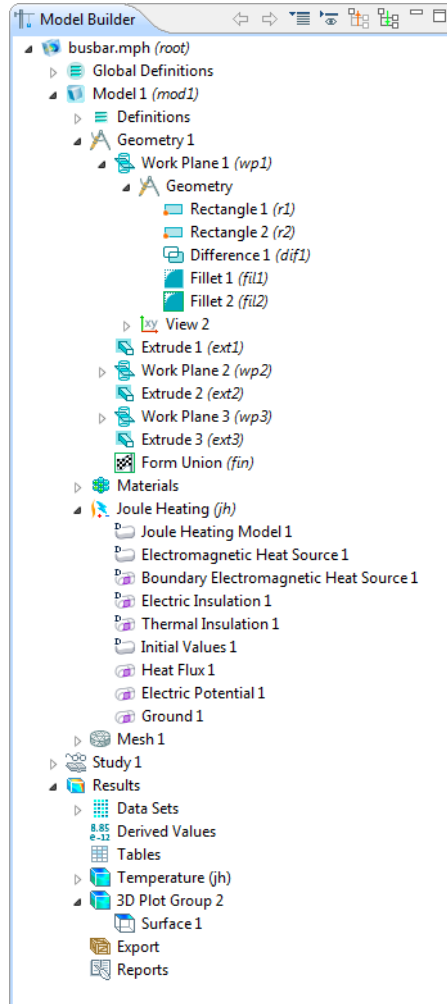 Model Builder
busbar.mph (root)
Global Definitions
Model 1 (mod1)
Definitions
Geometry 1
Work Plane 1 (wp1)
Geometry
Rectangle 1 (r1)
Rectangle 2 (r2)
Difference 1 (dif1)
Fillet 1 (fil1)
Fillet 2 (fil2)
xy View 2
Extrude 1 (ext1)
Work Plane 2 (wp2)
Extrude 2 (ext2)
Work Plane 3 (wp3)
Extrude 3 (ext3)
Form Union (fin)
Materials
Joule Heating (jh)
D Joule Heating Model 1
D Electromagnetic Heat Source 1
D Boundary Electromagnetic Heat Source 1
D Electric Insulation 1
D Thermal Insulation 1
D Initial Values 1
Heat Flux 1
Electric Potential 1
Ground 1
Mesh 1
Study 1
Results
Data Sets
8.85 e-12 Derived Values
Tables
Temperature (jh)
3D Plot Group 2
Surface 1
Export
Reports